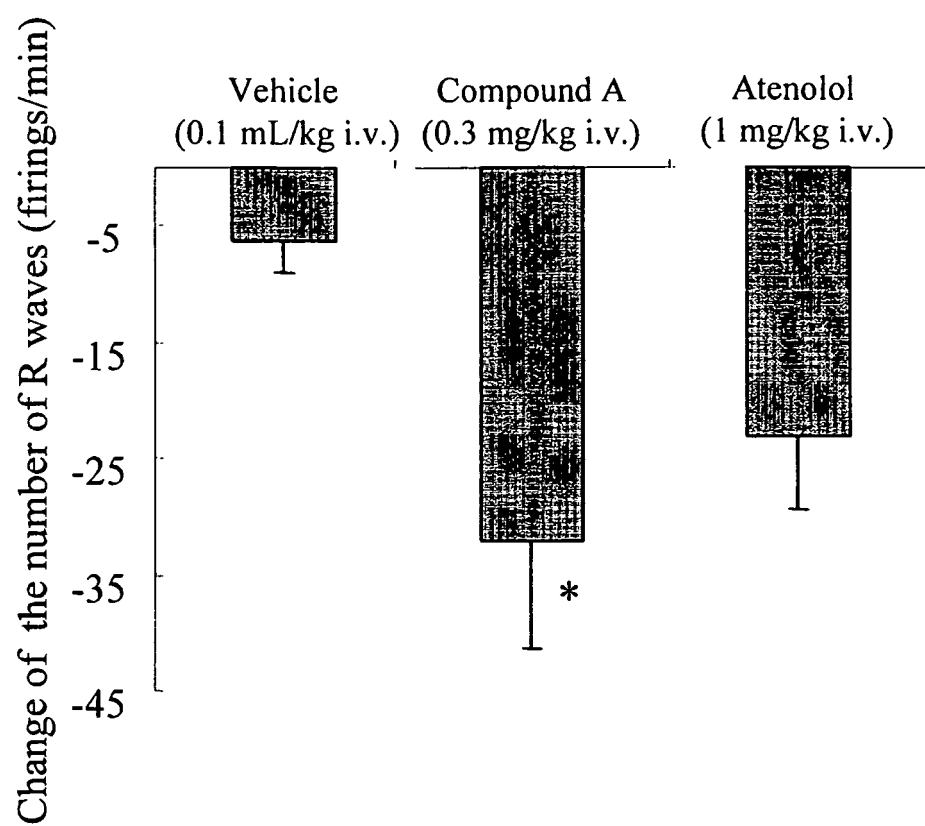 Change of the number of R waves (firings/min)
Vehicle
(0.1 mL/kg i.v.)
Compound A
(0.3 mg/kg i.v.)
Atenolol
(1 mg/kg i.v.)
-5
-15
-25
-35
-45
*